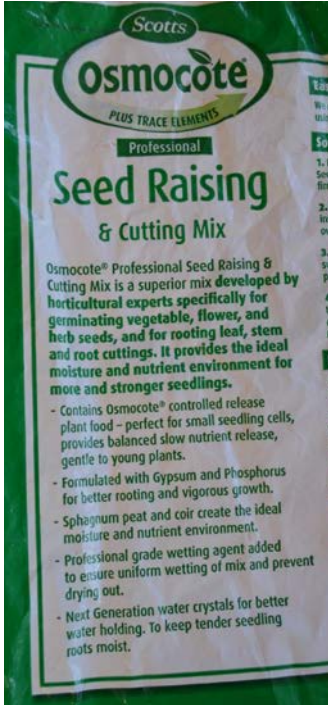 Scotts
Osmocote®
PLUS TRACE ELEMENTS
Professional
Seed Raising
& Cutting Mix
Osmocote® Professional Seed Raising &
Cutting Mix is a superior mix developed by
horticultural experts specifically for
germinating vegetable, flower, and
herb seeds, and for rooting leaf, stem
and root cuttings. It provides the ideal
moisture and nutrient environment for
more and stronger seedlings.
- Contains Osmocote® controlled release
plant food – perfect for small seedling cells,
provides balanced slow nutrient release,
gentle to young plants.
- Formulated with Gypsum and Phosphorus
for better rooting and vigorous growth.
- Sphagnum peat and coir create the ideal
moisture and nutrient environment.
- Professional grade wetting agent added
to ensure uniform wetting of mix and prevent
drying out.
- Next Generation water crystals for better
water holding. To keep tender seedling
roots moist.
1.
2.
3.